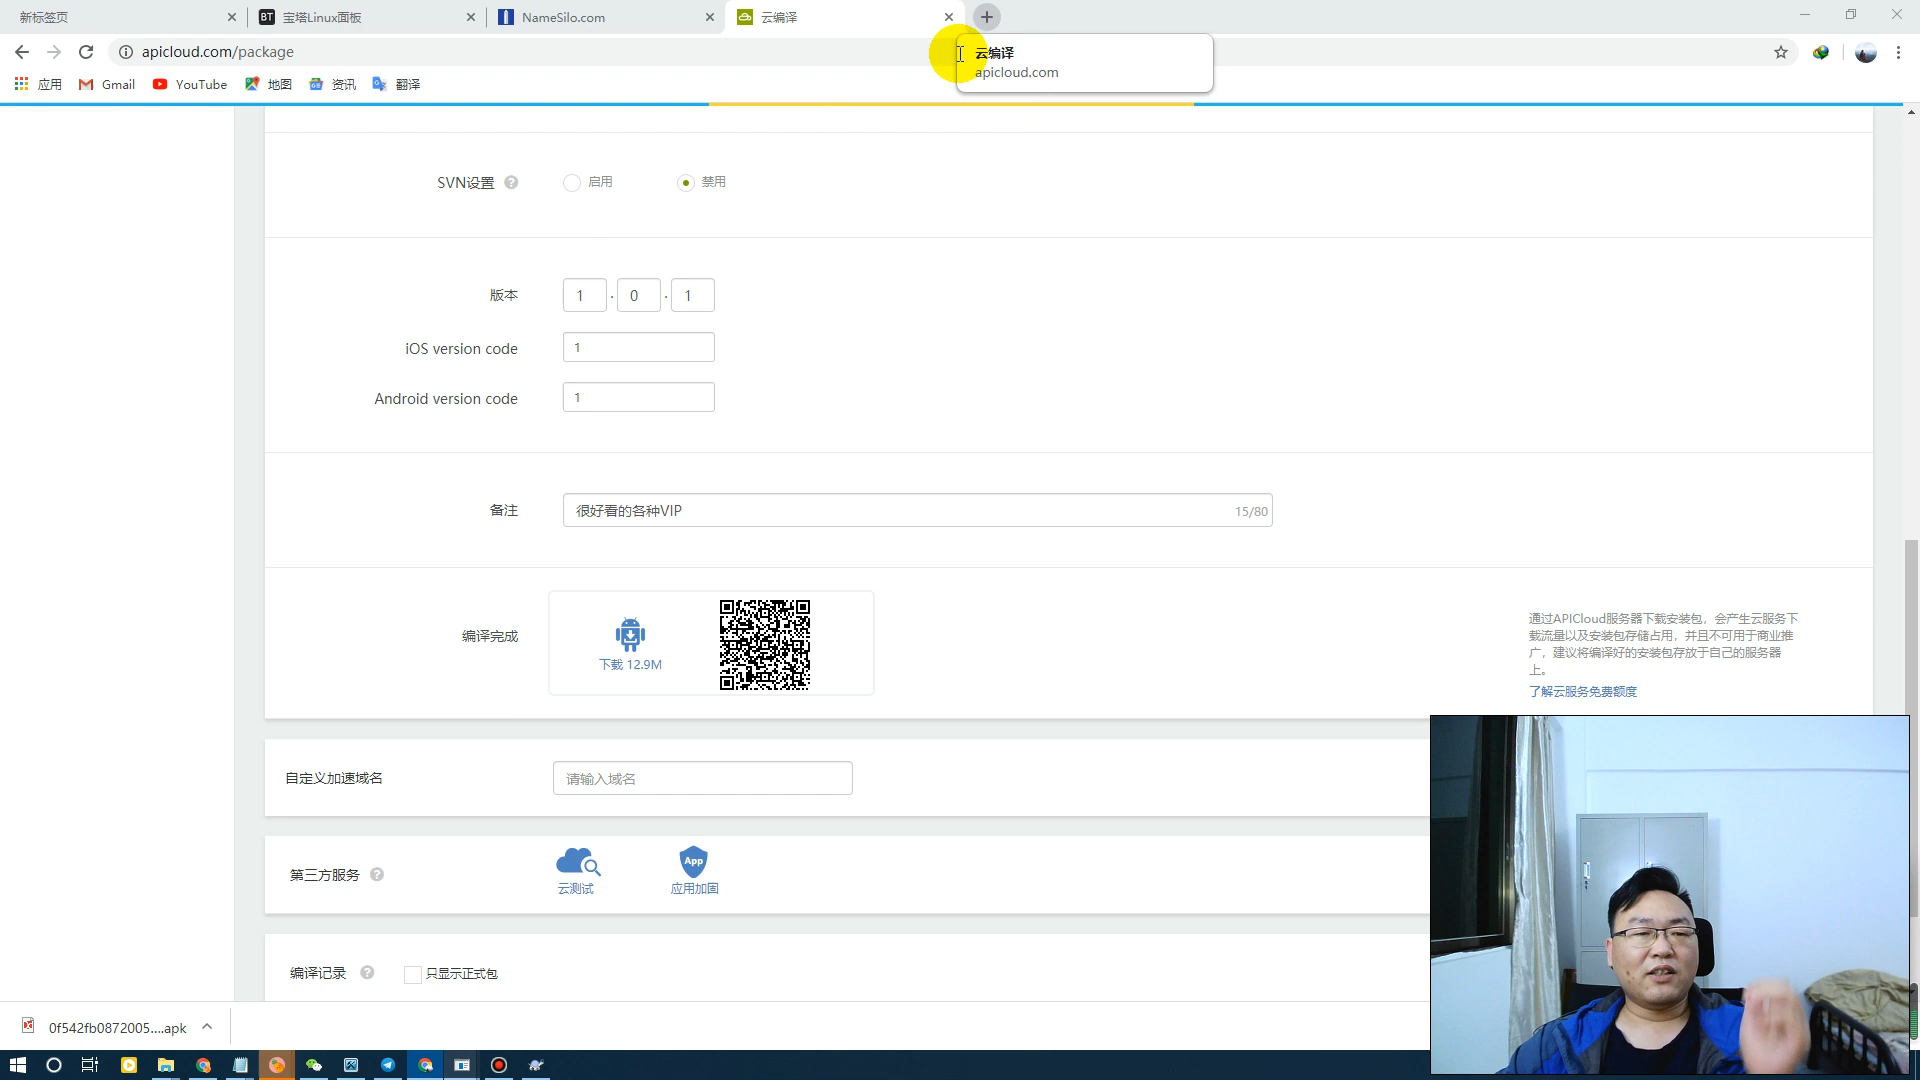 新标签页
BT 宝塔Linux面板
NameSilo.com
云编译
apicloud.com/package
云编译
apicloud.com
应用
Gmail
YouTube
地图
资讯
翻译
SVN设置
启用
禁用
版本
1 . 0 . 1
iOS version code
1
Android version code
1
备注
很好看的各种VIP
15/80
编译完成
下载 12.9M
通过APICloud服务器下载安装包，会产生云服务下
载流量以及安装包存储占用，并且不可用于商业推
广，建议将编译好的安装包存放于自己的服务器
上。
了解云服务免费额度
自定义加速域名
请输入域名
第三方服务
云测试
App
应用加固
编译记录
只显示正式包
0f542fb0872005....apk